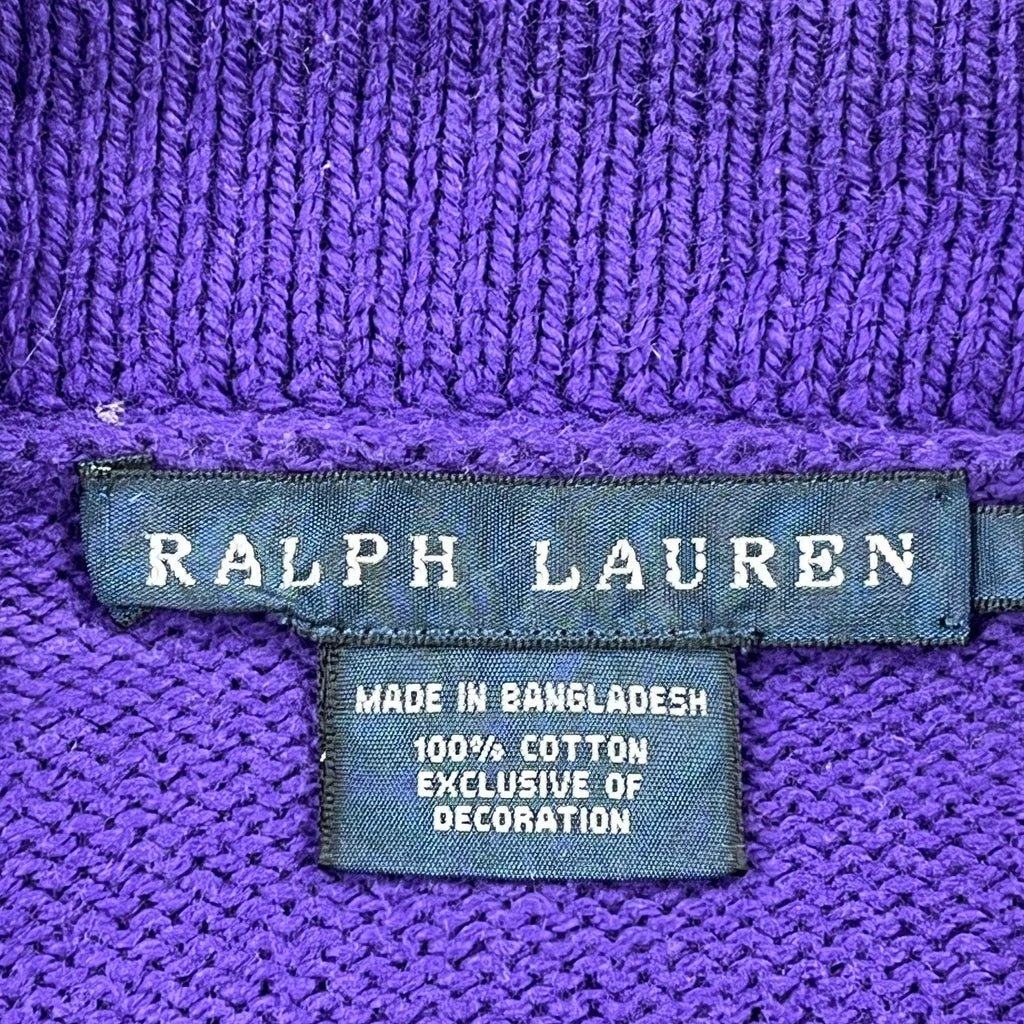 RALPH LAUREN
MADE IN BANGLADESH
100% COTTON
EXCLUSIVE OF
DECORATION